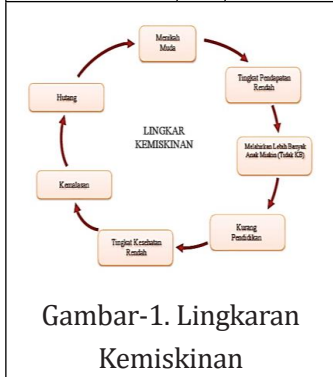 Menikah
Muda
Tingkat Pendapatan
Rendah
Melahirkan Lebih Banyak
Anak Miskin (Tidak KB)
Kurang
Pendidikan
Tingkat Kesehatan
Rendah
Kemalasan
Hutang
LINGKAR
KEMISKINAN
Gambar-1. Lingkaran
Kemiskinan